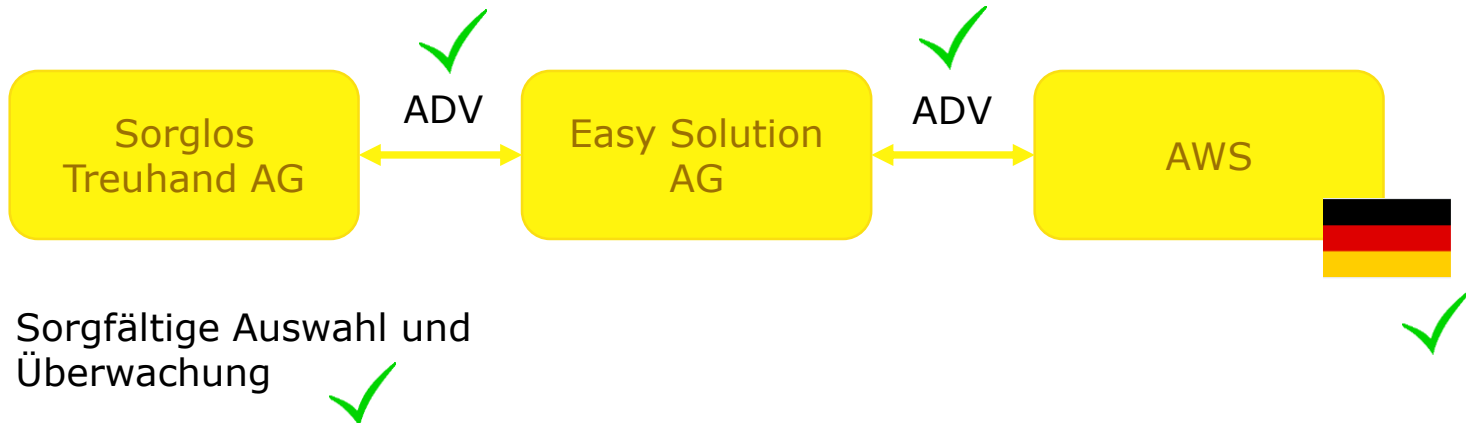 ADV
ADV
Sorglos
Treuhand AG
Easy Solution
AG
AWS
Sorgfältige Auswahl und
Überwachung